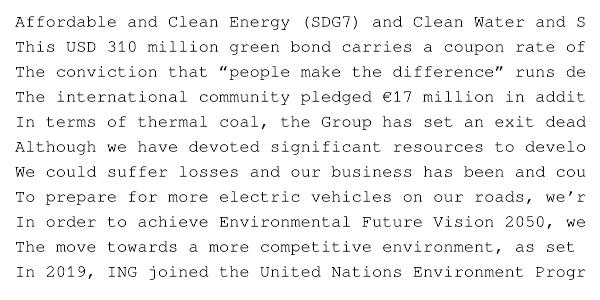 Affordable and Clean Energy (SDG7) and Clean Water and S
This USD 310 million green bond carries a coupon rate of
The conviction that “people make the difference” runs de
The international community pledged €17 million in addit
In terms of thermal coal, the Group has set an exit dead
Although we have devoted significant resources to develo
We could suffer losses and our business has been and cou
To prepare for more electric vehicles on our roads, we’r
In order to achieve Environmental Future Vision 2050, we
The move towards a more competitive environment, as set
In 2019, ING joined the United Nations Environment Progr